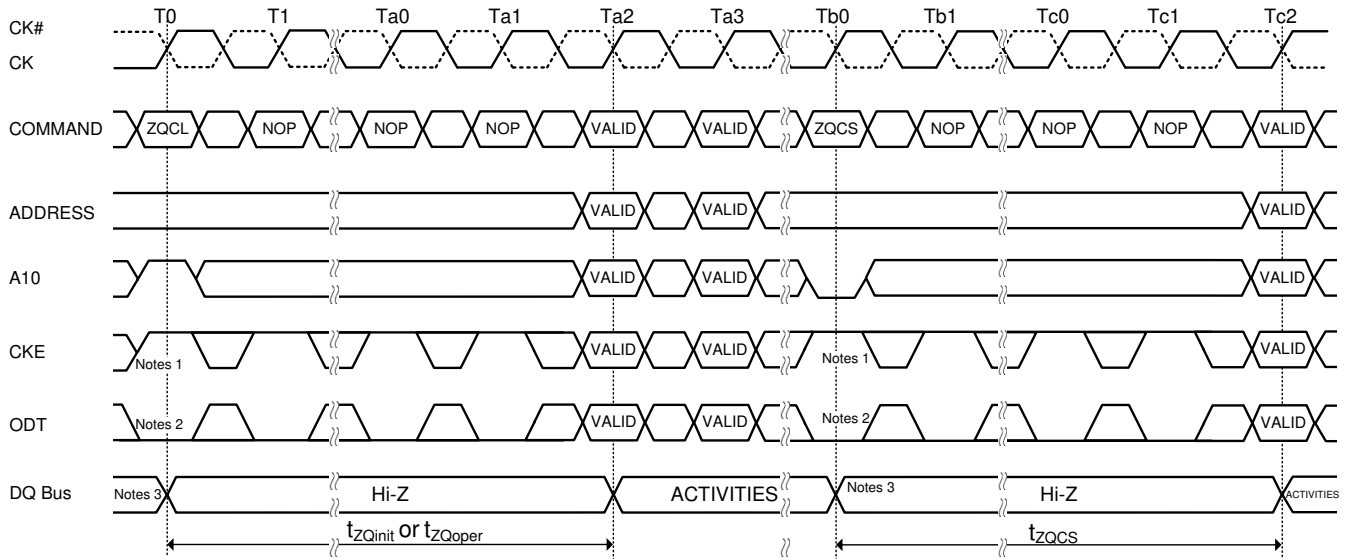 T0 T1 Ta0 Ta1 Ta2 Ta3 Tb0 Tb1 Tc0 Tc1 Tc2
CK#
CK
COMMAND ZQCL NOP NOP NOP VALID VALID ZQCS NOP NOP NOP VALID
ADDRESS VALID VALID VALID
A10 VALID VALID VALID
CKE Notes 1 VALID VALID Notes 1 VALID
ODT Notes 2 VALID VALID Notes 2 VALID
DQ Bus Notes 3 Hi-Z ACTIVITIES Notes 3 Hi-Z ACTIVITIES
tZQinit or tZQoper tZQCS